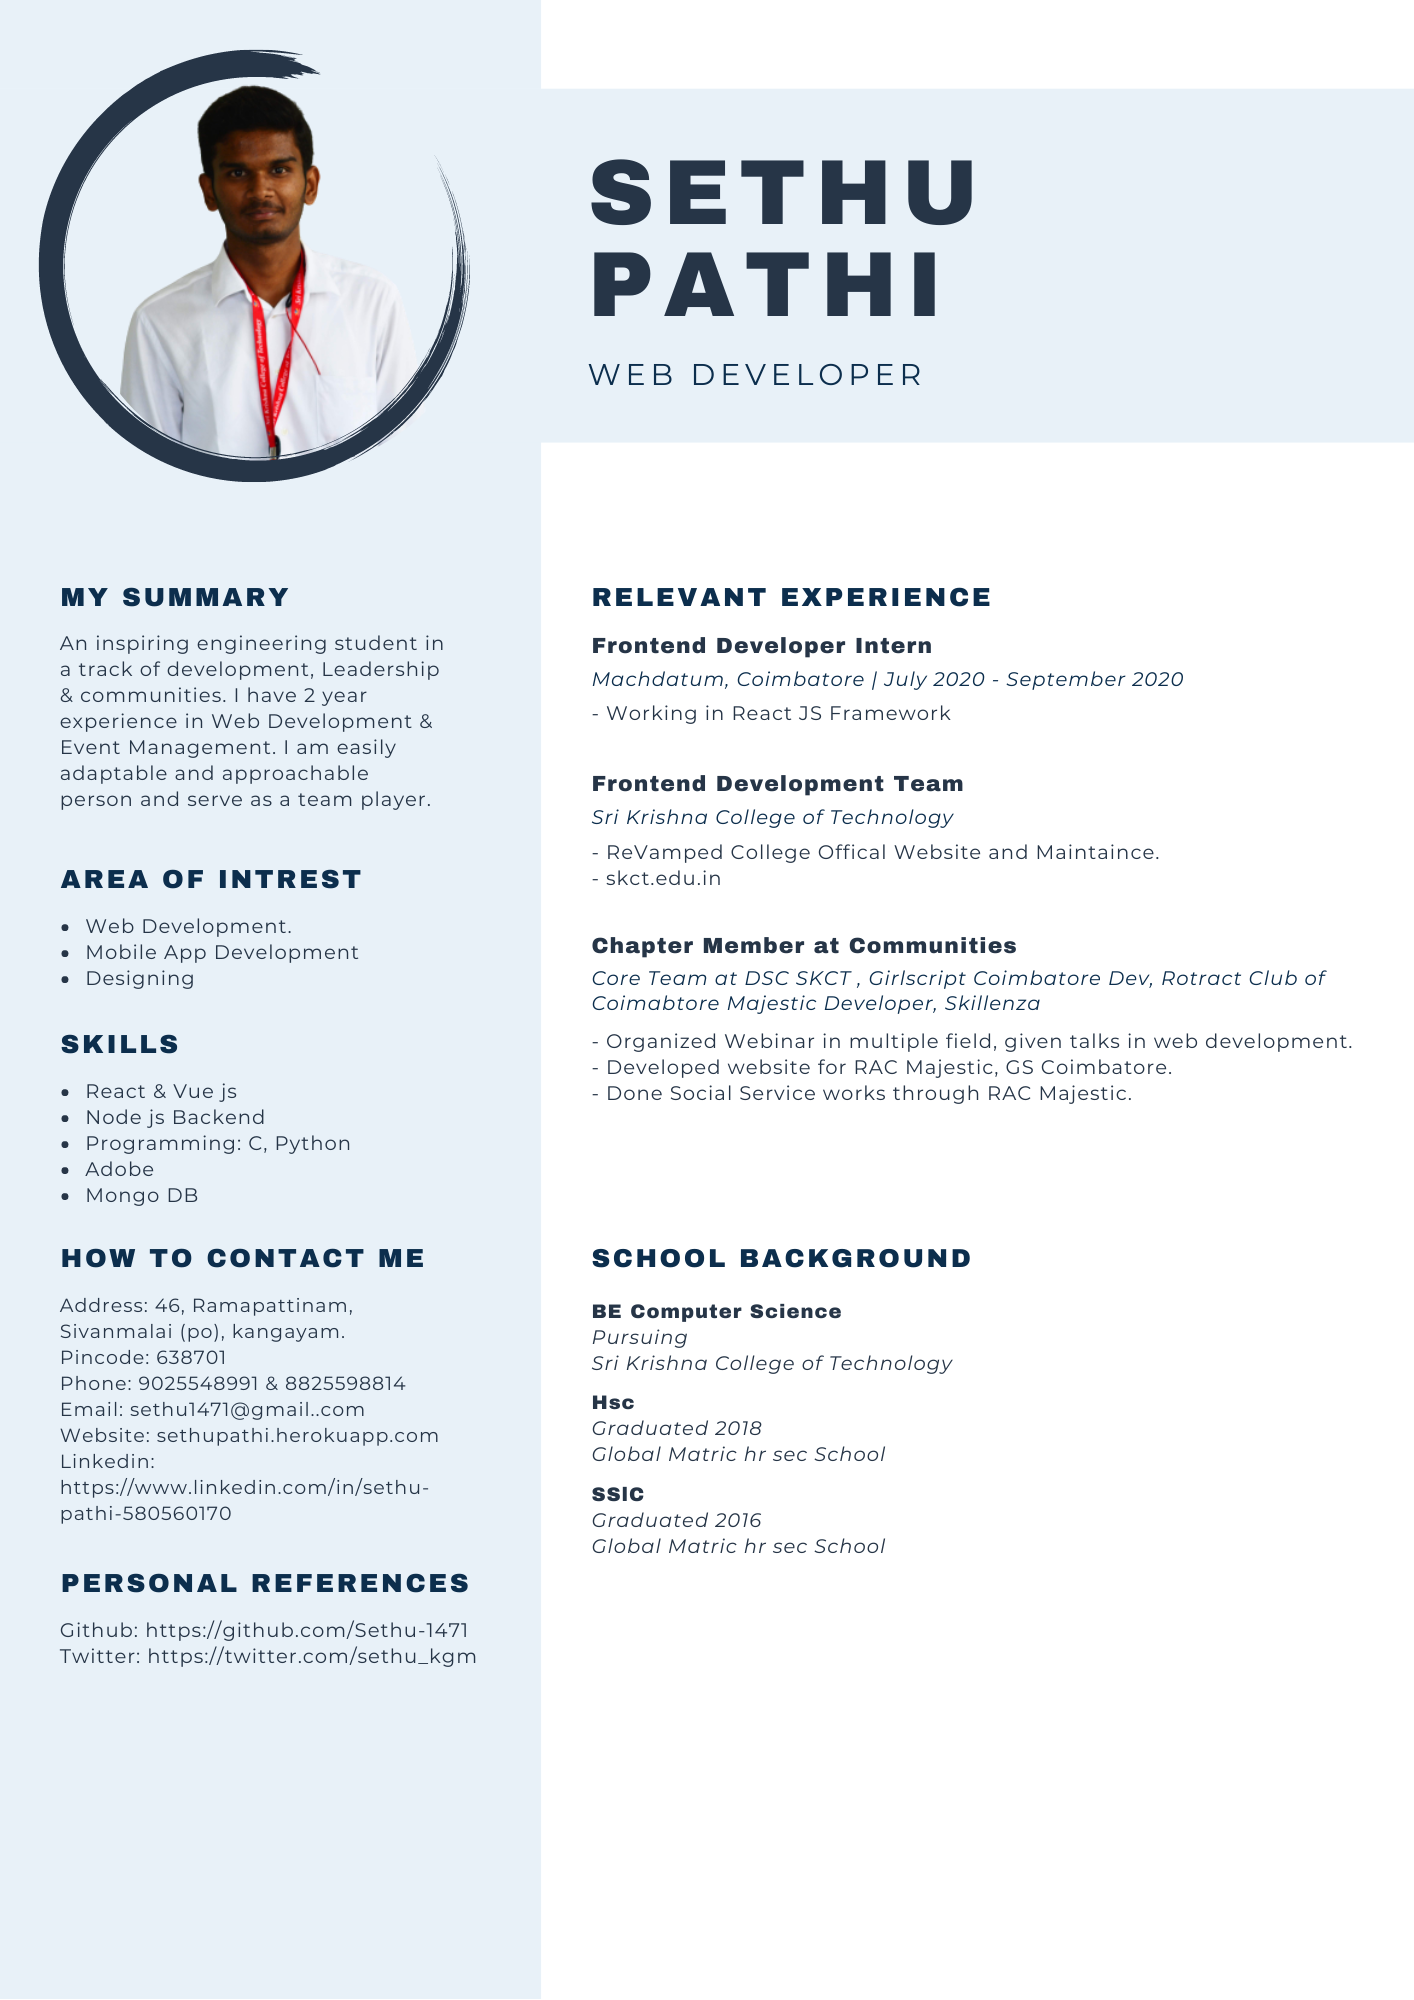 SETHU
PATHI
WEB DEVELOPER
MY SUMMARY
An inspiring engineering student in
a track of development, Leadership
& communities. I have 2 year
experience in Web Development &
Event Management. I am easily
adaptable and approachable
person and serve as a team player.
AREA OF INTREST
• Web Development.
• Mobile App Development
• Designing
SKILLS
• React & Vue js
• Node js Backend
• Programming: C, Python
• Adobe
• Mongo DB
HOW TO CONTACT ME
Address: 46, Ramapattinam,
Sivanmalai (po), kangayam.
Pincode: 638701
Phone: 9025548991 & 8825598814
Email: sethu1471@gmail..com
Website: sethupathi.herokuapp.com
Linkedin:
https://www.linkedin.com/in/sethu-
pathi-580560170
PERSONAL REFERENCES
Github: https://github.com/Sethu-1471
Twitter: https://twitter.com/sethu_kgm
RELEVANT EXPERIENCE
Frontend Developer Intern
Machdatum, Coimbatore | July 2020 - September 2020
- Working in React JS Framework
Frontend Development Team
Sri Krishna College of Technology
- ReVamped College Offical Website and Maintaince.
- skct.edu.in
Chapter Member at Communities
Core Team at DSC SKCT , Girlscript Coimbatore Dev, Rotract Club of
Coimabtore Majestic Developer, Skillenza
- Organized Webinar in multiple field, given talks in web development.
- Developed website for RAC Majestic, GS Coimbatore.
- Done Social Service works through RAC Majestic.
SCHOOL BACKGROUND
BE Computer Science
Pursuing
Sri Krishna College of Technology
Hsc
Graduated 2018
Global Matric hr sec School
SSlC
Graduated 2016
Global Matric hr sec School